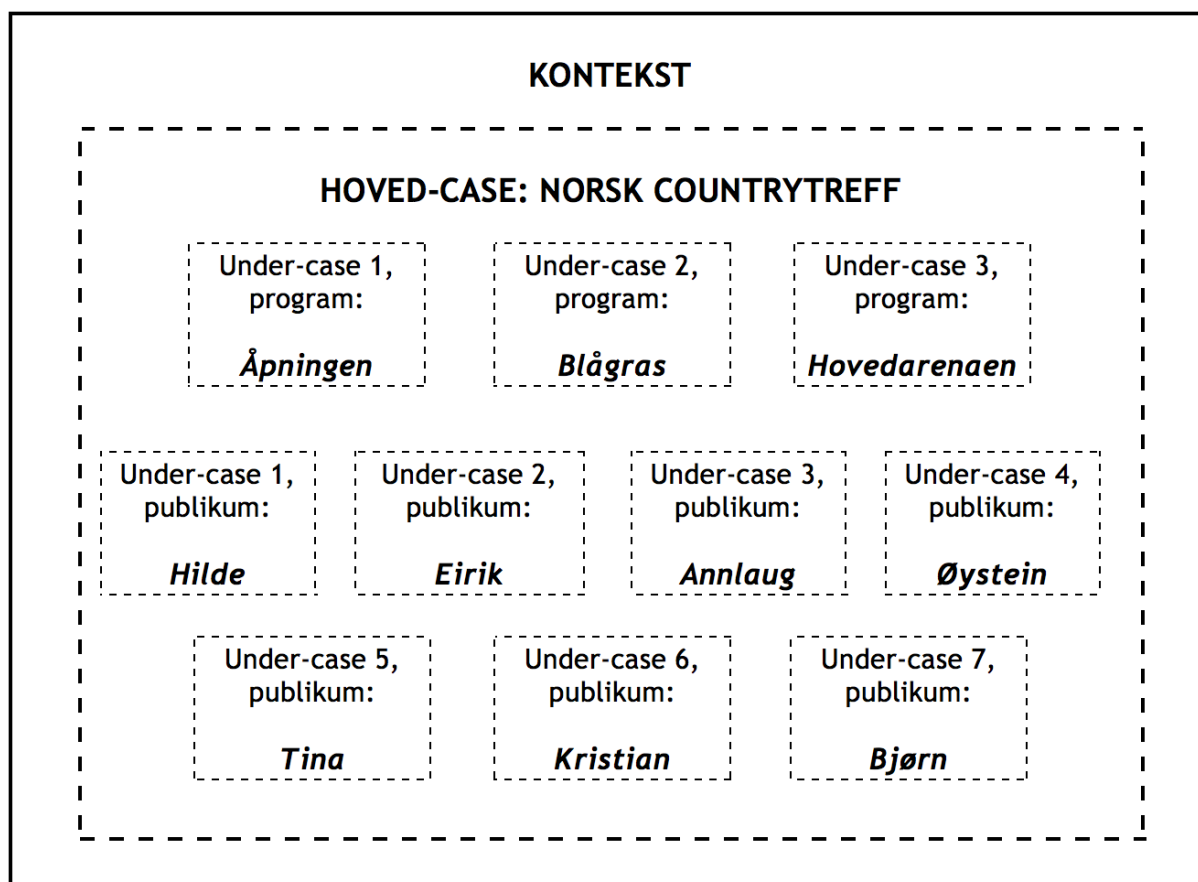 KONTEKST
HOVED-CASE: NORSK COUNTRYTREFF
Under-case 1,
program:
Åpningen
Under-case 2,
program:
Blågras
Under-case 3,
program:
Hovedarenaen
Under-case 1,
publikum:
Hilde
Under-case 2,
publikum:
Eirik
Under-case 3,
publikum:
Annlaug
Under-case 4,
publikum:
Øystein
Under-case 5,
publikum:
Tina
Under-case 6,
publikum:
Kristian
Under-case 7,
publikum:
Bjørn